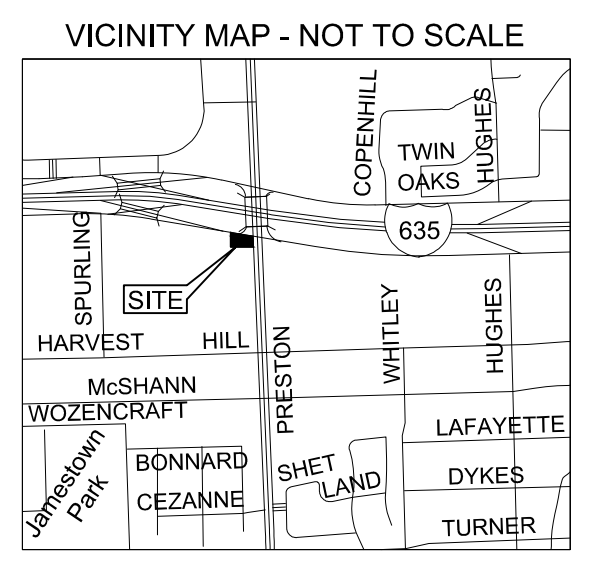 VICINITY MAP - NOT TO SCALE
COPENHILL
HUGHES
TWIN
OAKS
635
SPURLING
SITE
HARVEST HILL
PRESTON
WHITLEY
HUGHES
McSHANN
WOZENCRAFT
LAFAYETTE
Jamestown
Park
BONNARD
SHET
LAND
DYKES
CEZANNE
TURNER